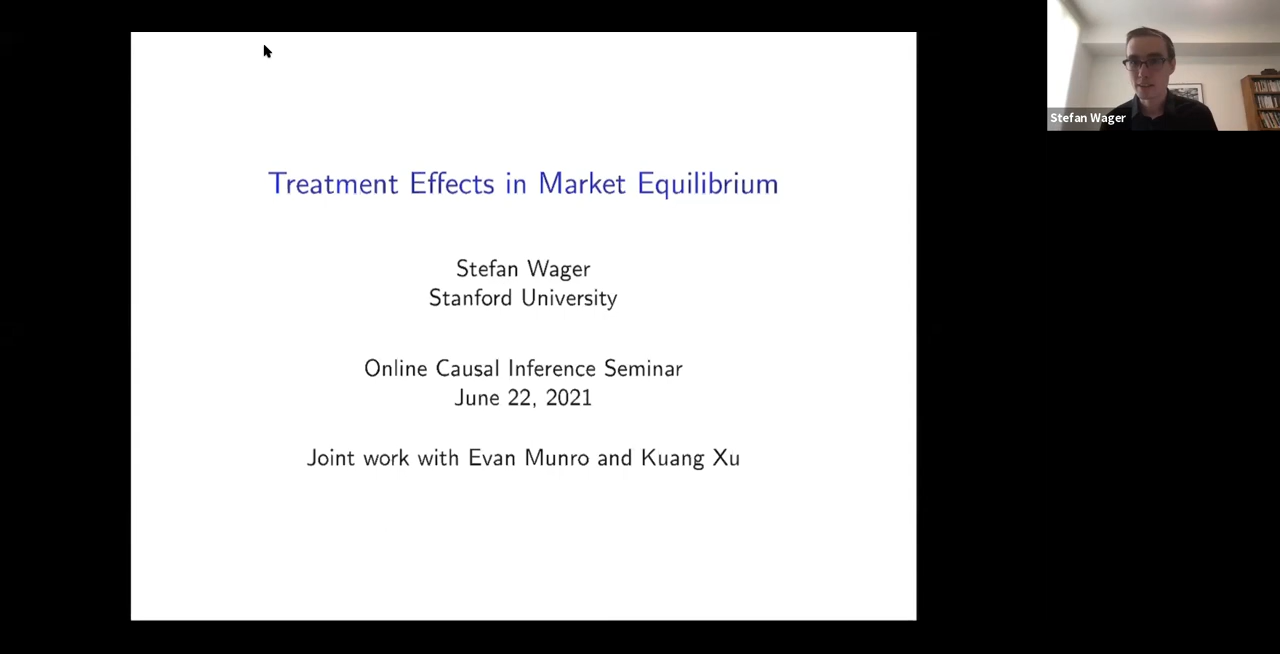 Treatment Effects in Market Equilibrium
Stefan Wager
Stanford University
Online Causal Inference Seminar
June 22, 2021
Joint work with Evan Munro and Kuang Xu
Stefan Wager